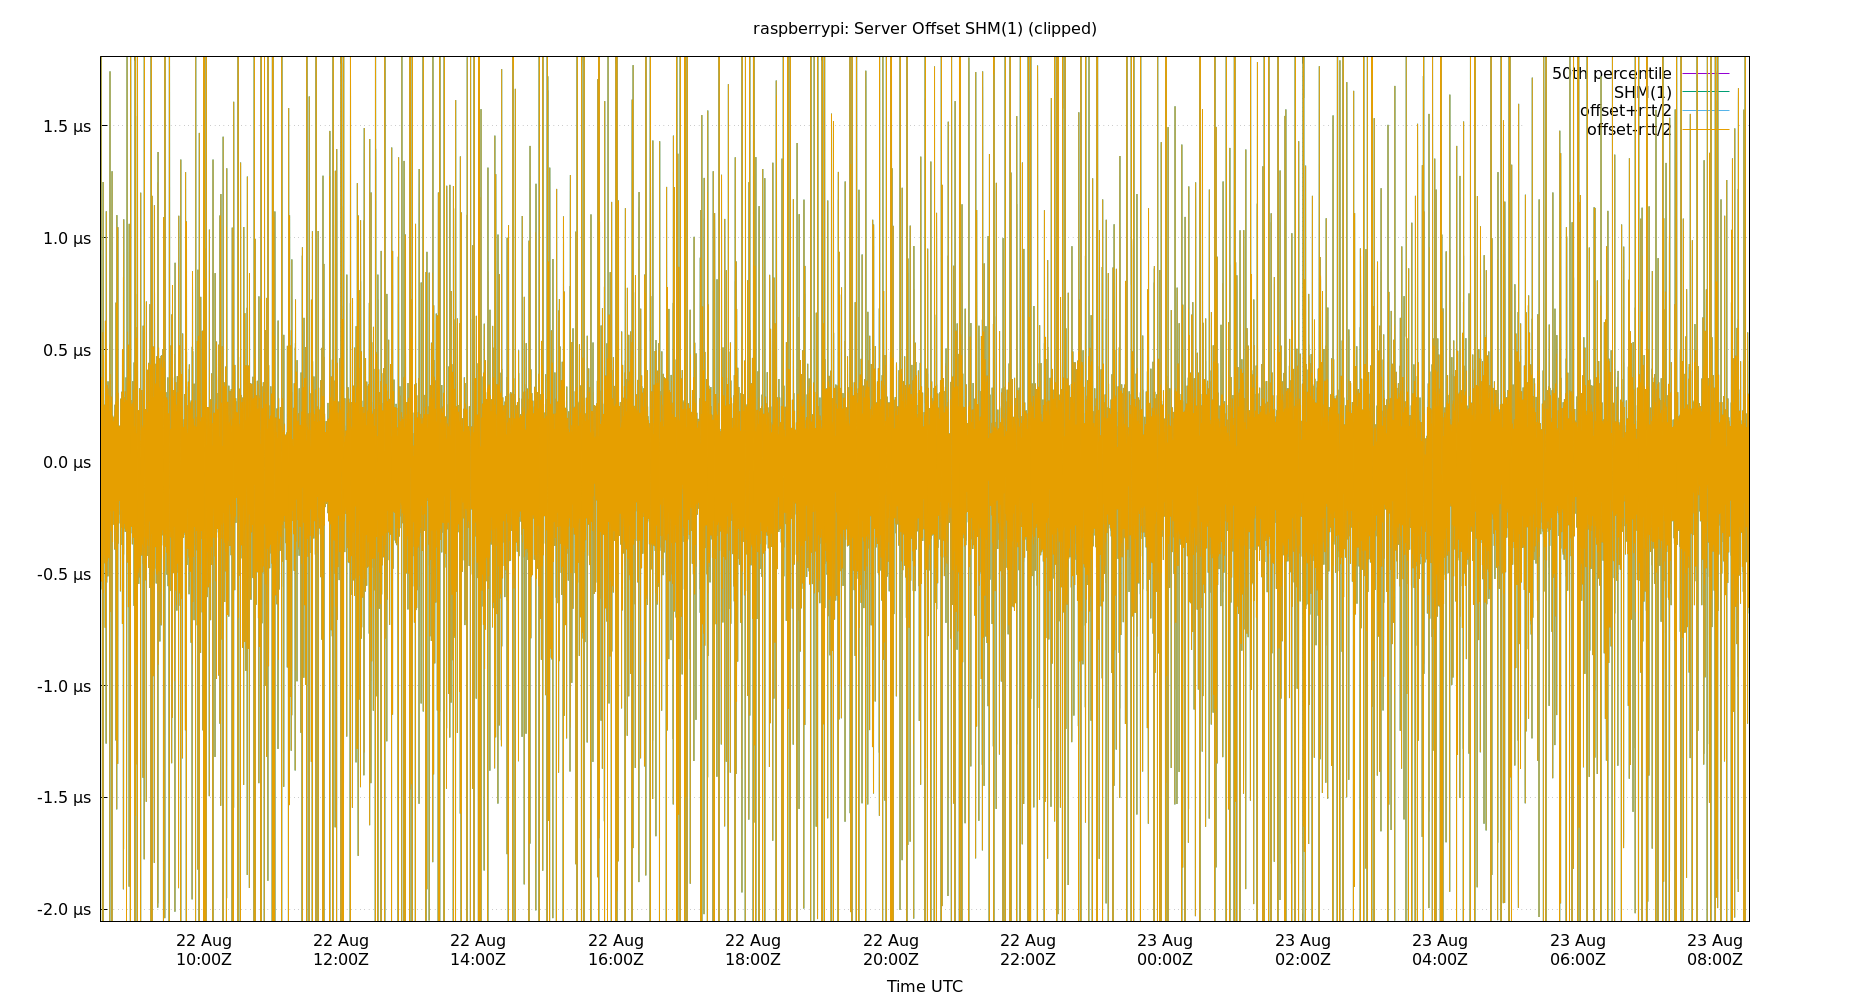 raspberrypi: Server Offset SHM(1) (clipped)
50th percentile
SHM(1)
offset+rtt/2
offset-rtt/2
1.5 µs
1.0 µs
0.5 µs
0.0 µs
-0.5 µs
-1.0 µs
-1.5 µs
-2.0 µs
22 Aug 22 Aug 22 Aug 22 Aug 22 Aug 22 Aug 22 Aug 23 Aug 23 Aug 23 Aug 23 Aug 23 Aug
10:00Z 12:00Z 14:00Z 16:00Z 18:00Z 20:00Z 22:00Z 00:00Z 02:00Z 04:00Z 06:00Z 08:00Z
Time UTC